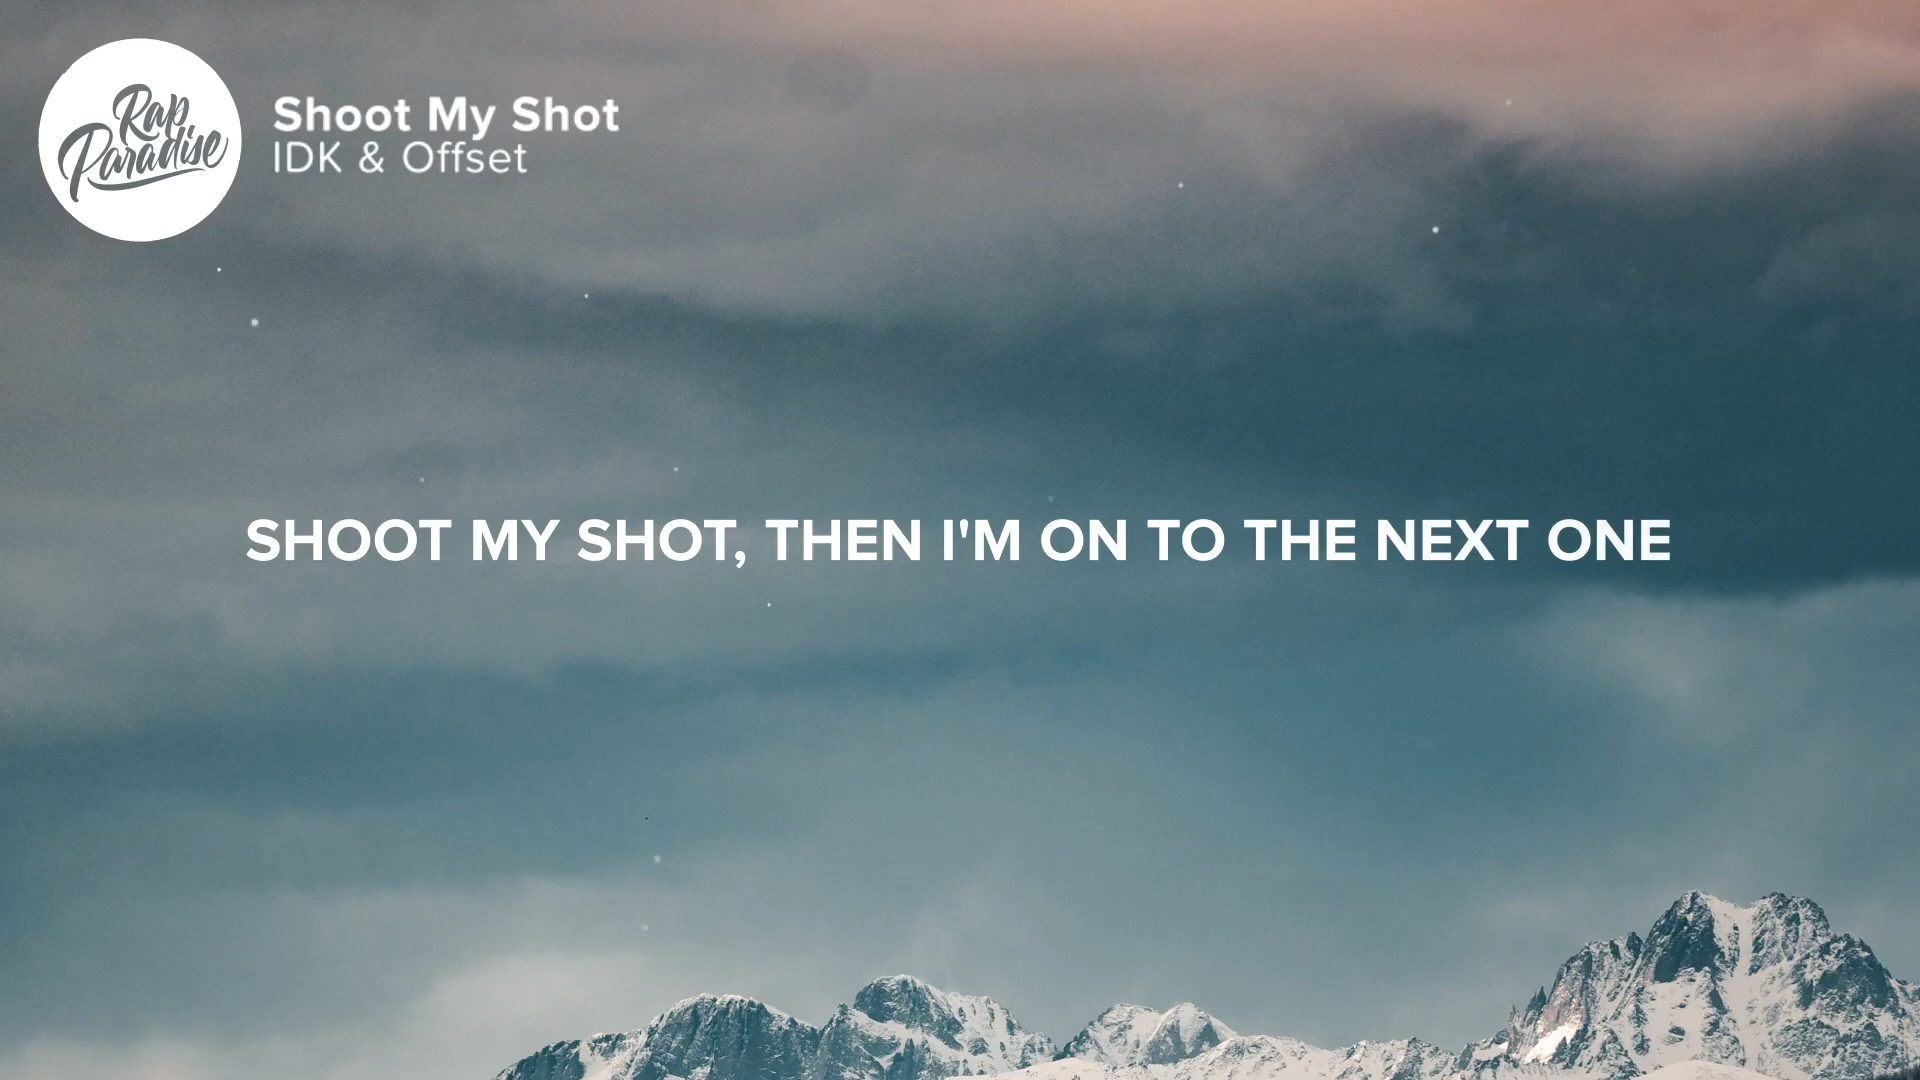 Rap
Paradise
Shoot My Shot
IDK & Offset
SHOOT MY SHOT, THEN I'M ON TO THE NEXT ONE